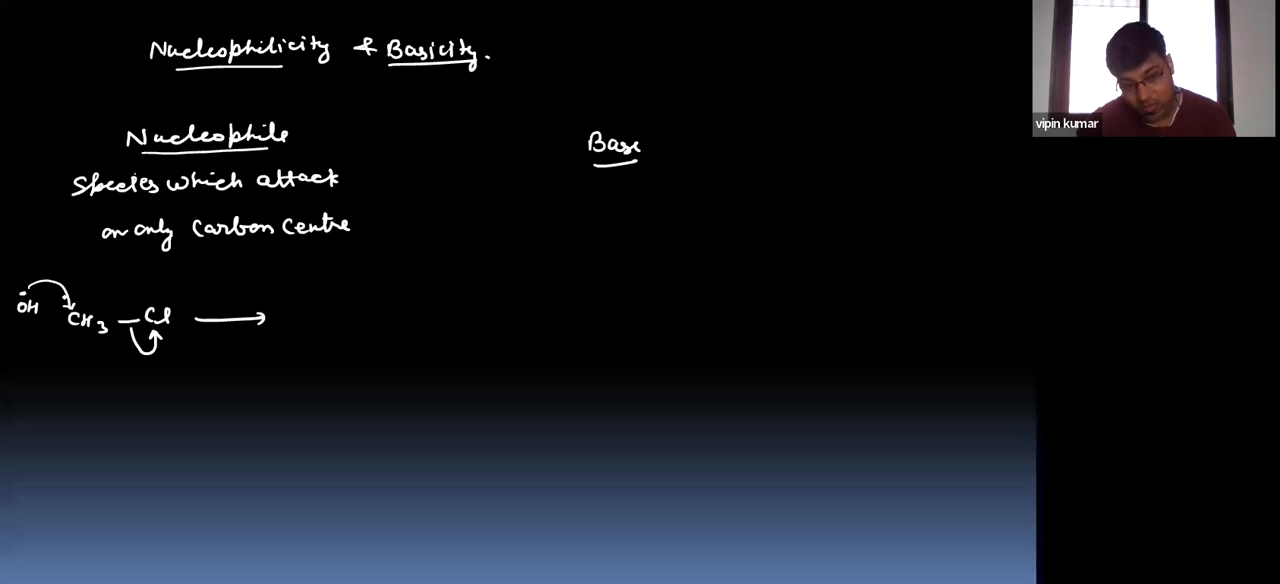 Nucleophilicity & Basicity.
vipin kumar
Nucleophile
Base
Species which attack
on only Carbon Centre
ŌH CH3 — Cl ⟶